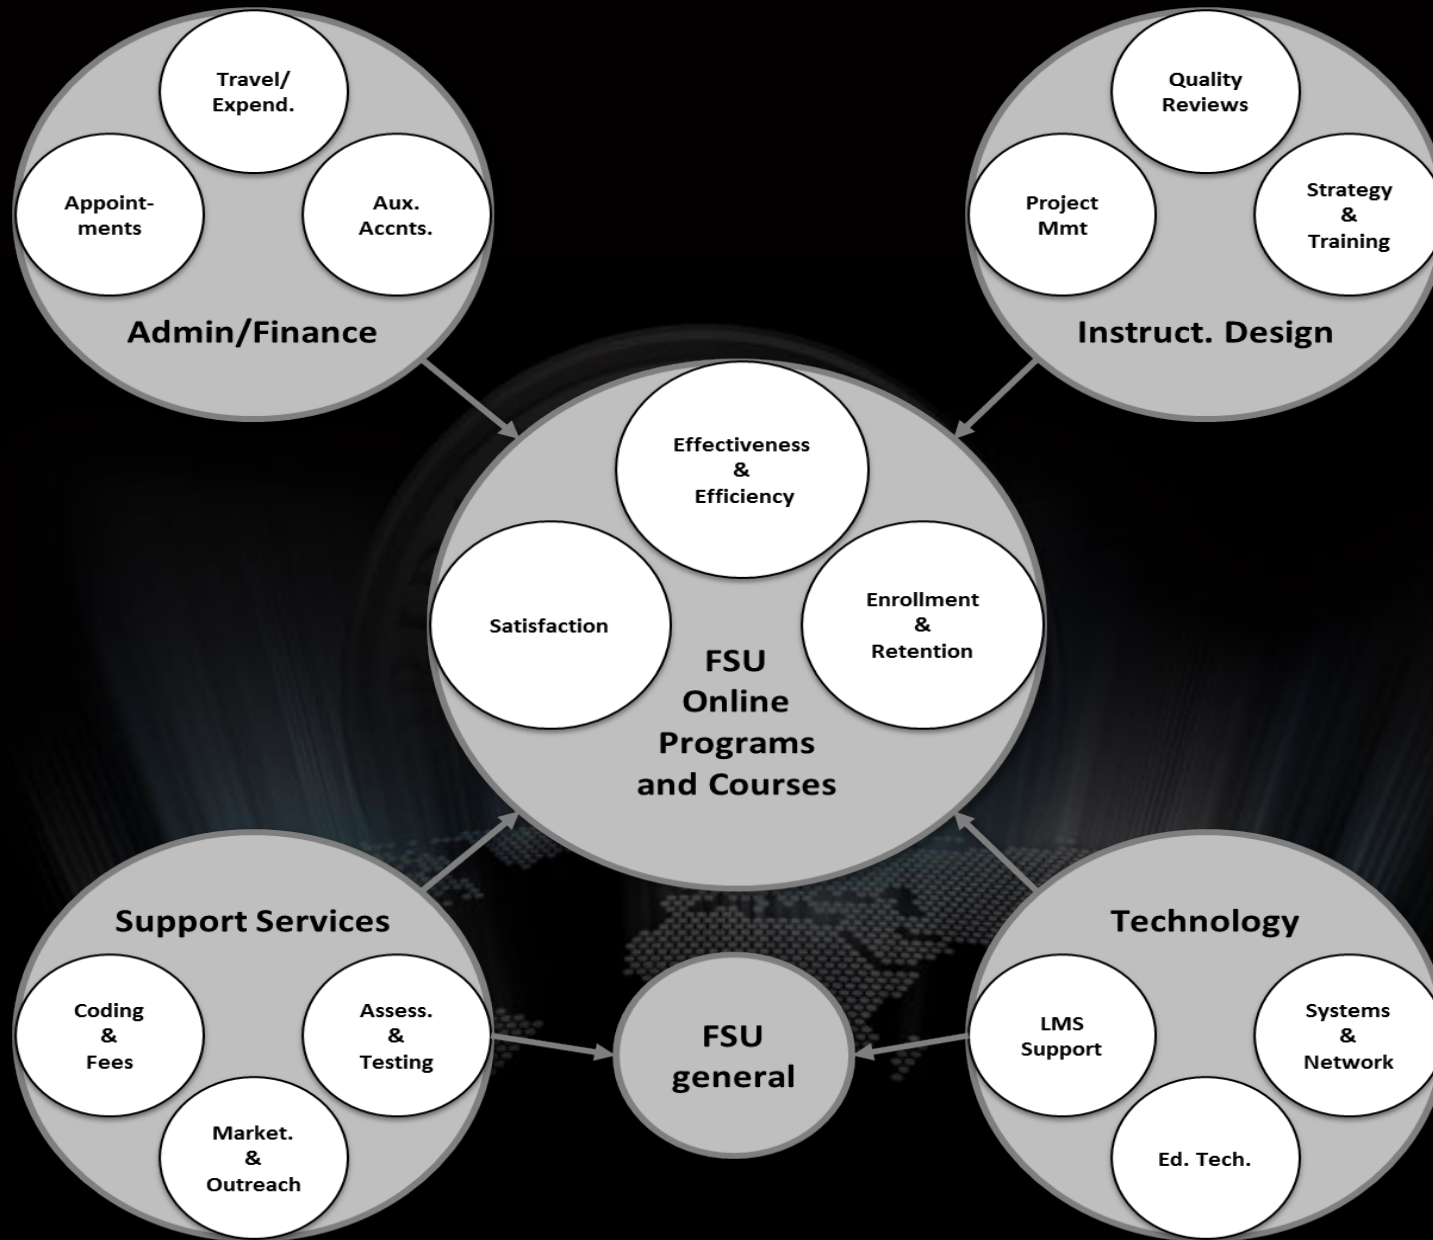 Travel/
Expend.
Appoint-
ments
Aux.
Accnts.
Admin/Finance
Quality
Reviews
Project
Mmt
Strategy
&
Training
Instruct. Design
Effectiveness
&
Efficiency
Satisfaction
Enrollment
&
Retention
FSU
Online
Programs
and Courses
Support Services
Coding
&
Fees
Assess.
&
Testing
Market.
&
Outreach
FSU
general
Technology
LMS
Support
Systems
&
Network
Ed. Tech.